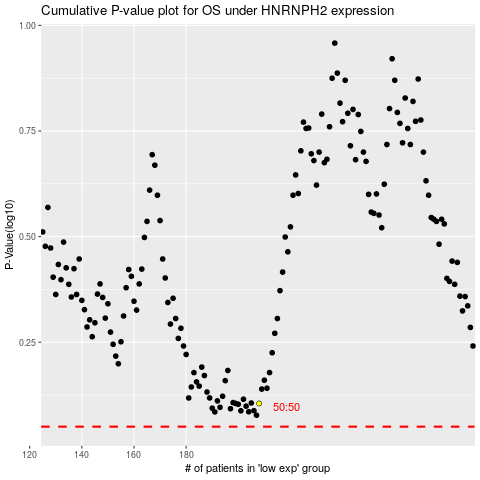 Cumulative P-value plot for OS under HNRNPH2 expression
1.00
0.75
0.50
0.25
P-Value(log10)
50:50
120 140 160 180
# of patients in 'low exp' group